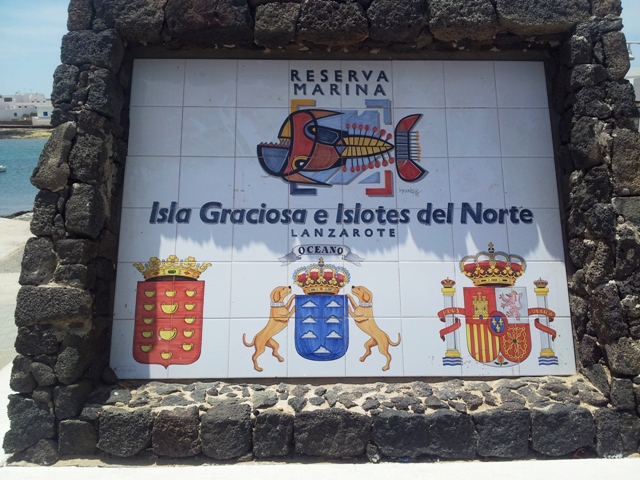 RESERVA
MARINA
Isla Graciosa e Islotes del Norte
LANZAROTE
OCEANO